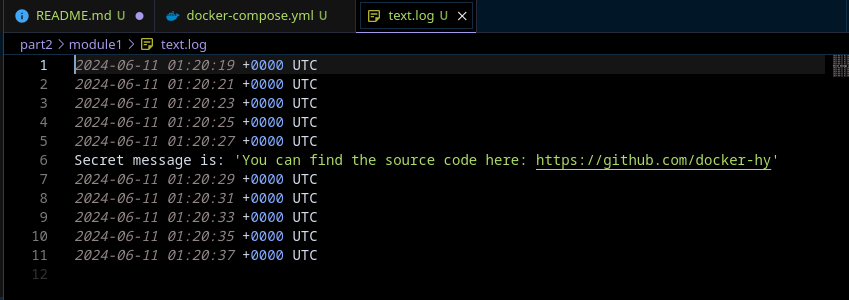 README.md U
docker-compose.yml U
text.log U
part2 > module1 > text.log
1 2024-06-11 01:20:19 +0000 UTC
2 2024-06-11 01:20:21 +0000 UTC
3 2024-06-11 01:20:23 +0000 UTC
4 2024-06-11 01:20:25 +0000 UTC
5 2024-06-11 01:20:27 +0000 UTC
6 Secret message is: 'You can find the source code here: https://github.com/docker-hy'
7 2024-06-11 01:20:29 +0000 UTC
8 2024-06-11 01:20:31 +0000 UTC
9 2024-06-11 01:20:33 +0000 UTC
10 2024-06-11 01:20:35 +0000 UTC
11 2024-06-11 01:20:37 +0000 UTC
12